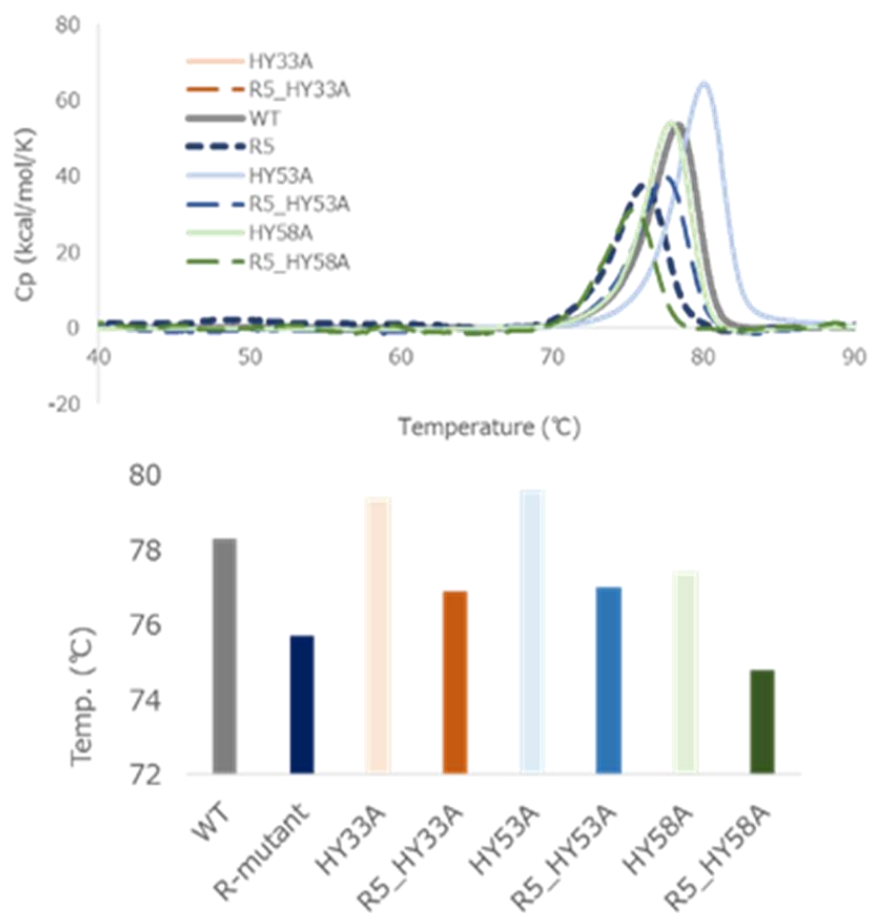 80
60
40
20
0
-20
Cp (kcal/mol/K)
HY33A
R5_HY33A
WT
R5
HY53A
R5_HY53A
HY58A
R5_HY58A
40 50 60 70 80 90
Temperature (℃)
80
78
76
74
72
Temp. (℃)
WT
R-mutant
HY33A
R5_HY33A
HY53A
R5_HY53A
HY58A
R5_HY58A